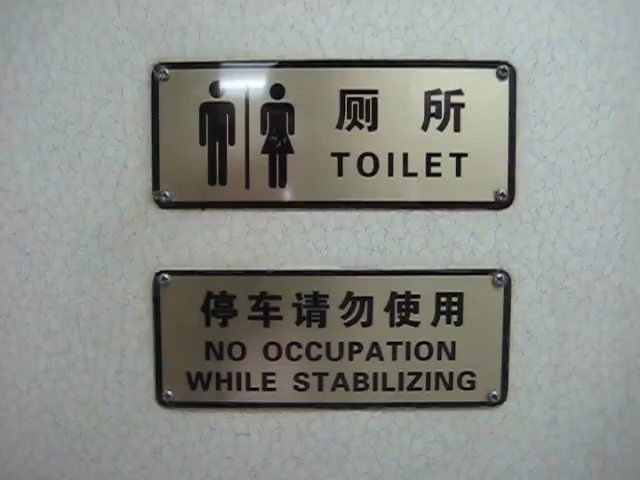 厕所
TOILET
停车请勿使用
NO OCCUPATION
WHILE STABILIZING